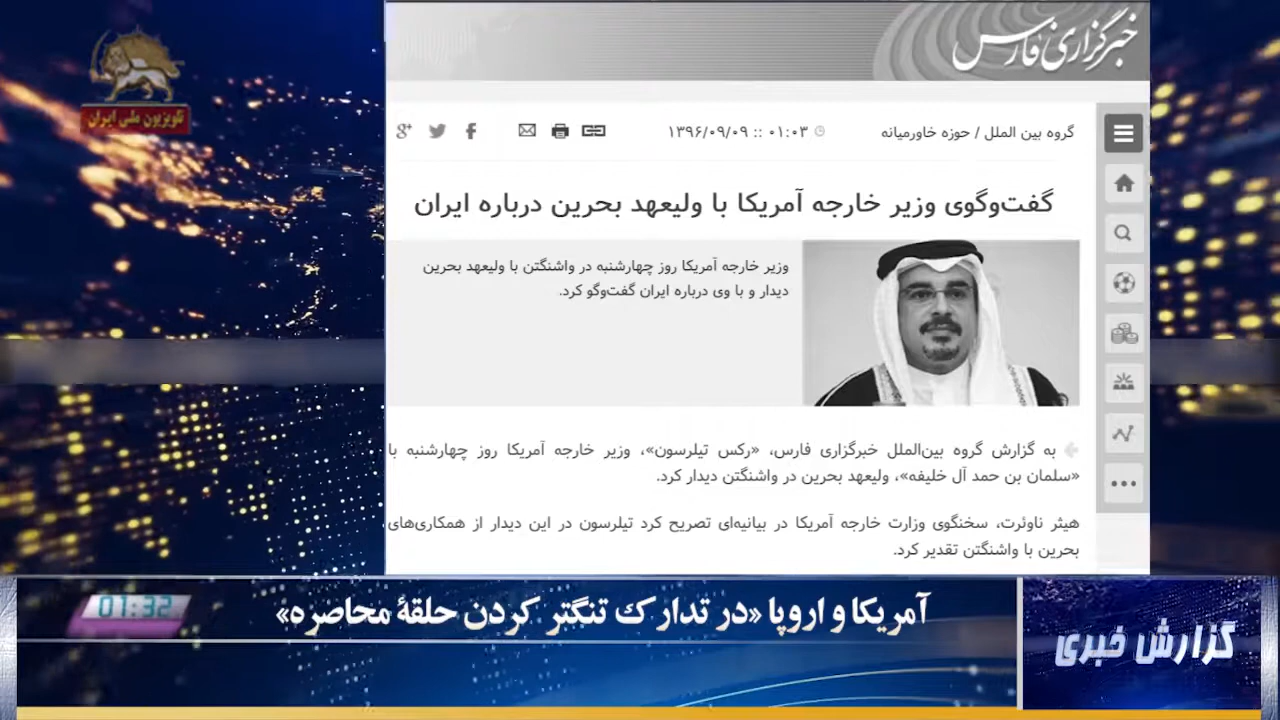 تلویزیون ملی ایران
خبرگزاری فارس
گروه بین الملل / حوزه خاورمیانه ۱۳۹۶/۰۹/۰۹ :: ۰۱:۰۳
گفت‌وگوی وزیر خارجه آمریکا با ولیعهد بحرین درباره ایران
وزیر خارجه آمریکا روز چهارشنبه در واشنگتن با ولیعهد بحرین
دیدار و با وی درباره ایران گفت‌وگو کرد.
به گزارش گروه بین‌الملل خبرگزاری فارس، «رکس تیلرسون»، وزیر خارجه آمریکا روز چهارشنبه با
«سلمان بن حمد آل خلیفه»، ولیعهد بحرین در واشنگتن دیدار کرد.
هیثر ناوئرت، سخنگوی وزارت خارجه آمریکا در بیانیه‌ای تصریح کرد تیلرسون در این دیدار از همکاری‌های
بحرین با واشنگتن تقدیر کرد.
گزارش خبری
آمریکا و اروپا «در تدارک تنگتر کردن حلقهٔ محاصره»
01:32